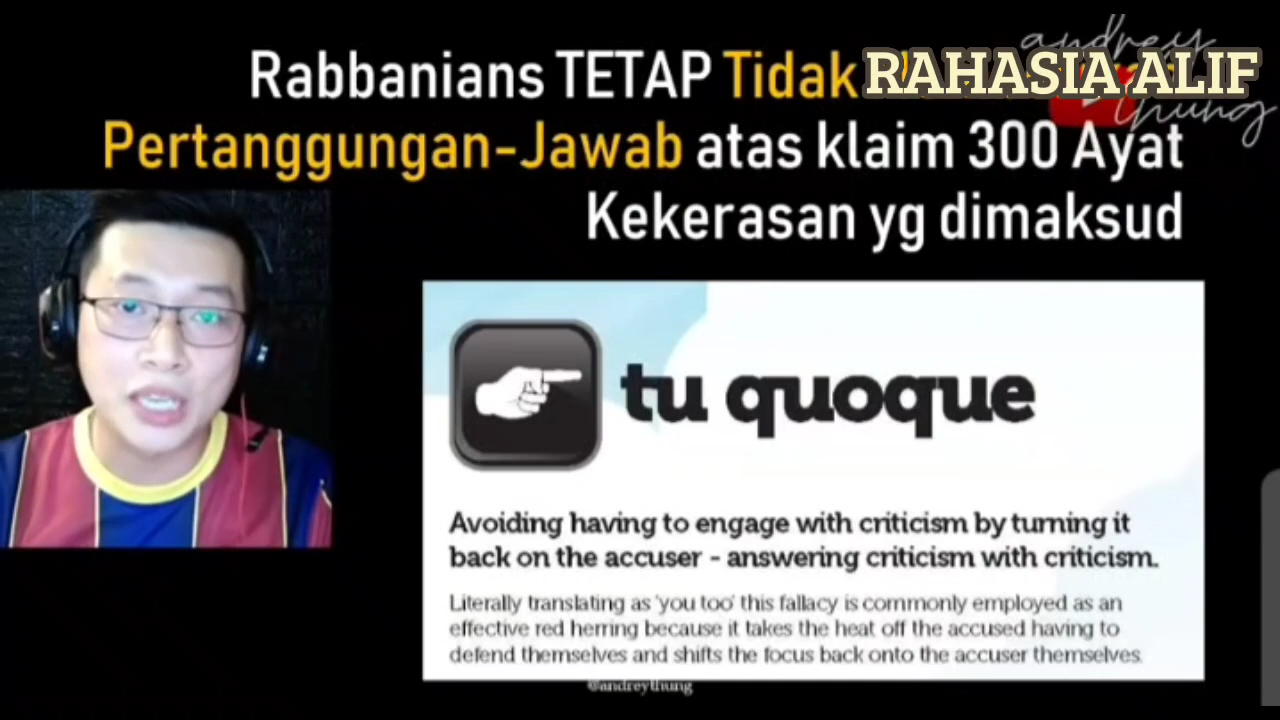 andrey
Rabbanians TETAP Tidak
RAHASIA ALIF
thung
Pertanggungan-Jawab atas klaim 300 Ayat
Kekerasan yg dimaksud
tu quoque
Avoiding having to engage with criticism by turning it
back on the accuser - answering criticism with criticism.
Literally translating as 'you too' this fallacy is commonly employed as an
effective red herring because it takes the heat off the accused having to
defend themselves and shifts the focus back onto the accuser themselves.
@andreythung